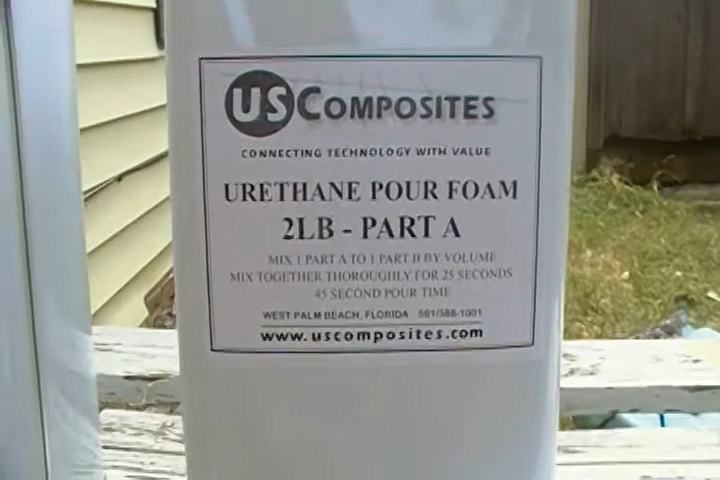 US COMPOSITES
CONNECTING TECHNOLOGY WITH VALUE
URETHANE POUR FOAM
2LB - PART A
MIX 1 PART A TO 1 PART B BY VOLUME
MIX TOGETHER THOROUGHLY FOR 25 SECONDS
45 SECOND POUR TIME
WEST PALM BEACH, FLORIDA 561/588-1001
www.uscomposites.com